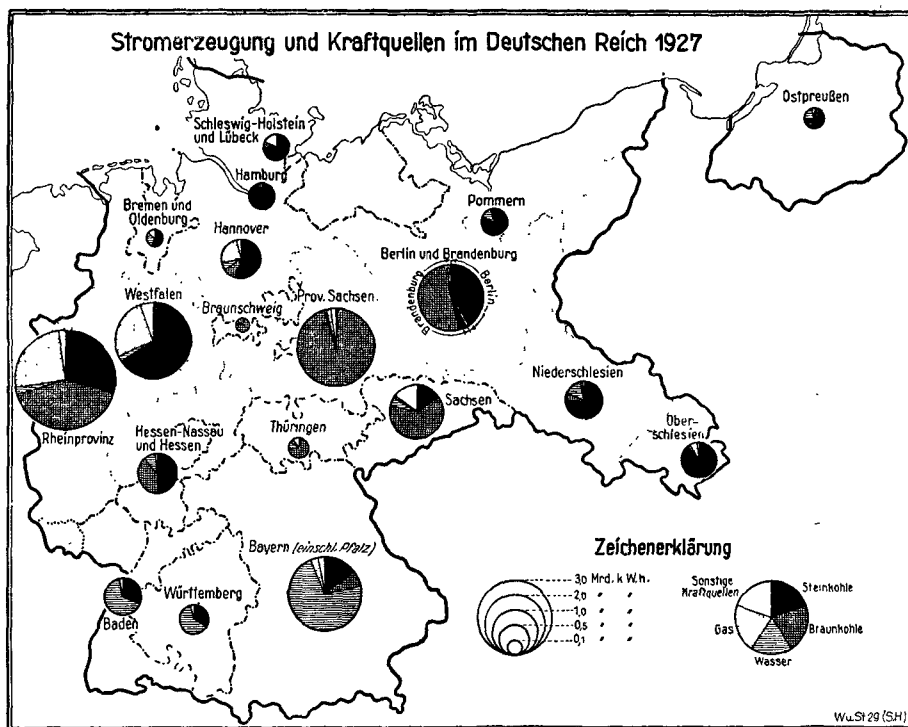 Stromerzeugung und Kraftquellen im Deutschen Reich 1927
Ostpreußen
Schleswig-Holstein
und Lübeck
Hamburg
Pommern
Bremen und
Oldenburg
Hannover
Berlin und Brandenburg
Brandenburg
Berlin
Westfalen
Braunschweig
Prov. Sachsen
Rheinprovinz
Niederschlesien
Sachsen
Ober-
schlesien
Hessen-Nassau
und Hessen
Thüringen
Bayern (einschl. Pfalz)
Baden
Württemberg
Zeichenerklärung
3,0 Mrd. k W.h.
2,0 " "
1,0 " "
0,5 " "
0,1 " "
Sonstige
Kraftquellen
Steinkohle
Gas
Braunkohle
Wasser
W.u.St 29 (S.H)